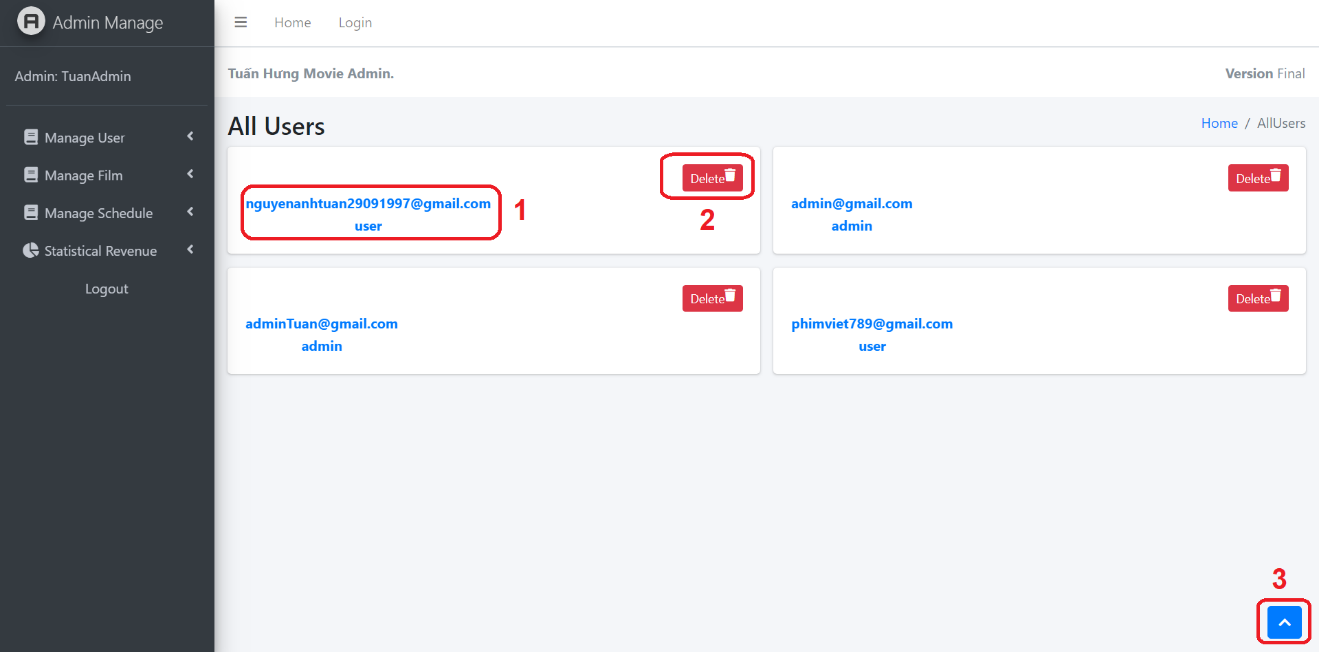 Admin Manage
Home
Login
Admin: TuanAdmin
Tuấn Hưng Movie Admin.
Version Final
Manage User
Manage Film
Manage Schedule
Statistical Revenue
Logout
All Users
Home / AllUsers
Delete
2
nguyenanhtuan29091997@gmail.com
user
1
Delete
admin@gmail.com
admin
Delete
adminTuan@gmail.com
admin
Delete
phimviet789@gmail.com
user
3